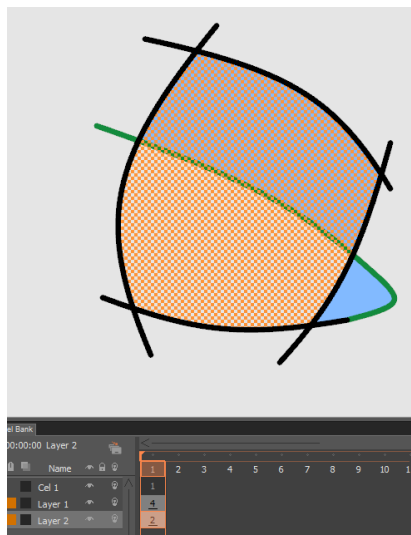 el Bank
00:00:00 Layer 2
Name 1 2 3 4 5 6 7 8 9 10 1
Cel 1 1
Layer 1 4
Layer 2 2